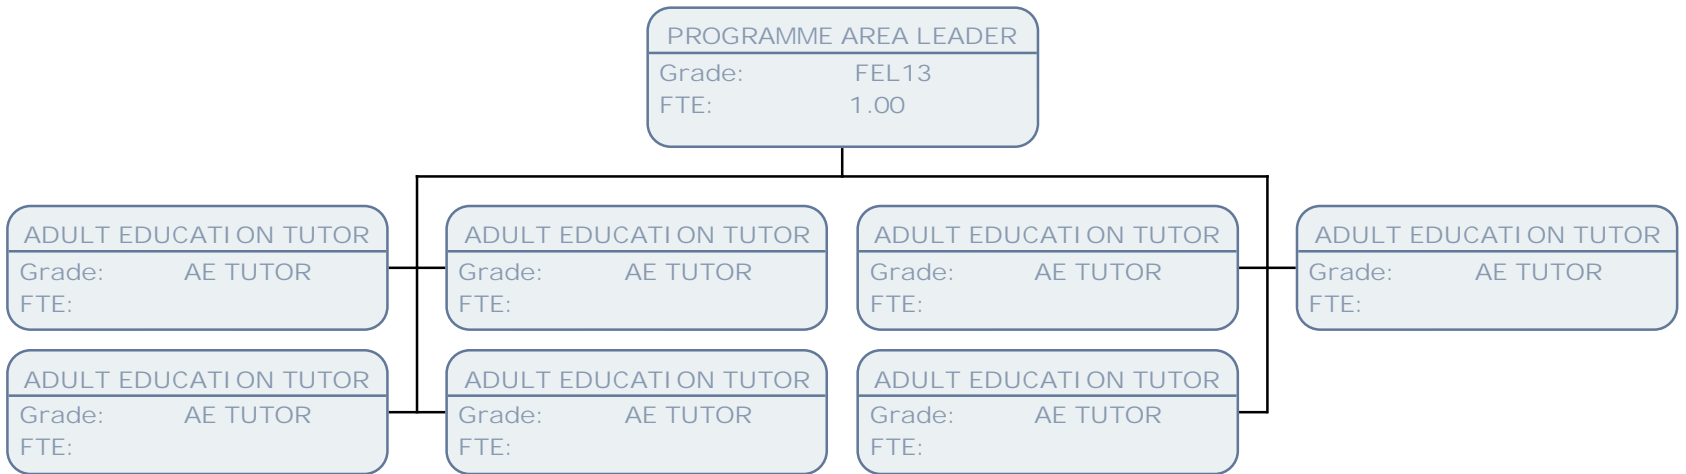 PROGRAMME AREA LEADER
Grade: FEL13
FTE: 1.00
ADULT EDUCATION TUTOR
Grade: AE TUTOR
FTE:
ADULT EDUCATION TUTOR
Grade: AE TUTOR
FTE:
ADULT EDUCATION TUTOR
Grade: AE TUTOR
FTE:
ADULT EDUCATION TUTOR
Grade: AE TUTOR
FTE:
ADULT EDUCATION TUTOR
Grade: AE TUTOR
FTE:
ADULT EDUCATION TUTOR
Grade: AE TUTOR
FTE:
ADULT EDUCATION TUTOR
Grade: AE TUTOR
FTE: